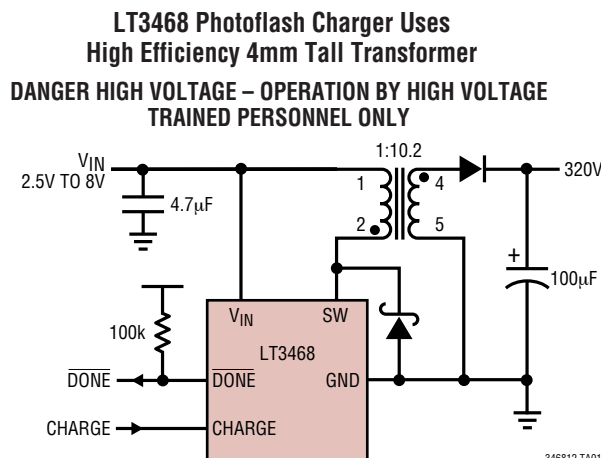 LT3468 Photoflash Charger Uses
High Efficiency 4mm Tall Transformer
DANGER HIGH VOLTAGE – OPERATION BY HIGH VOLTAGE
TRAINED PERSONNEL ONLY
1:10.2
VIN
2.5V TO 8V
1
4
320V
4.7µF
2
5
+
100µF
VIN
SW
100k
LT3468
DONE
DONE
GND
CHARGE
CHARGE
346812 TA01